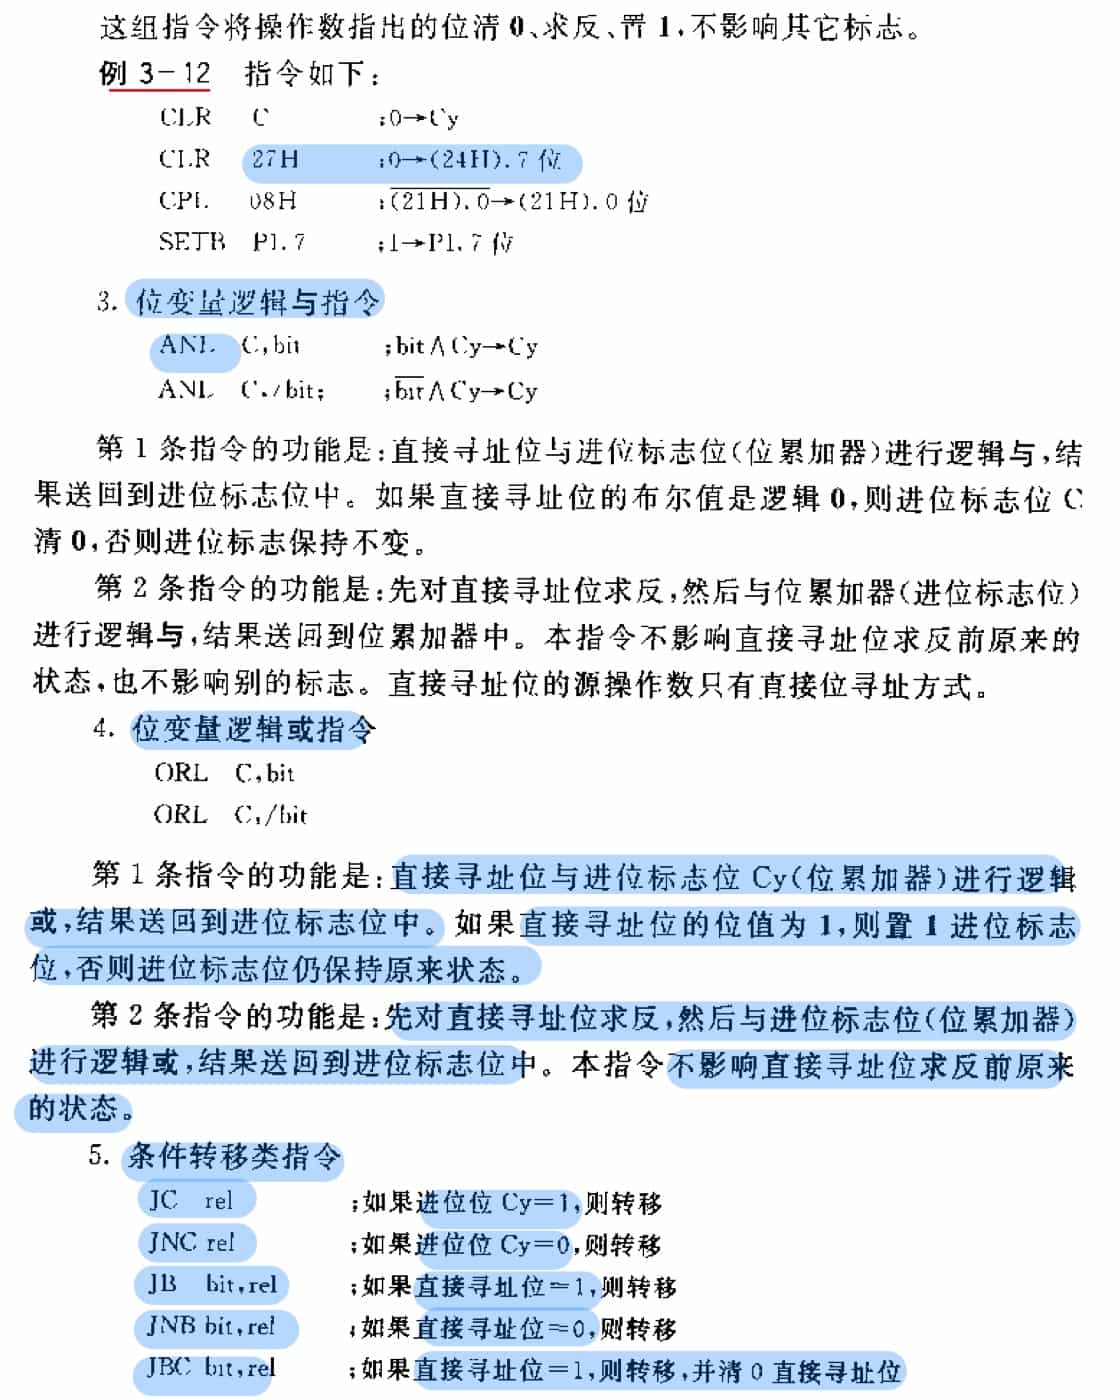 这组指令将操作数指出的位清 0、求反、置 1,不影响其它标志。
例 3-12 指令如下:
CLR C ;0→Cy
CLR 27H ;0→(24H).7 位
CPL 08H ;(21H).0→(21H).0 位
SETB P1.7 ;1→P1.7 位
3. 位变量逻辑与指令
ANL C,bit ;bit∧Cy→Cy
ANL C,/bit; ;bit∧Cy→Cy
第 1 条指令的功能是:直接寻址位与进位标志位(位累加器)进行逻辑与,结
果送回到进位标志位中。如果直接寻址位的布尔值是逻辑 0,则进位标志位 C
清 0,否则进位标志保持不变。
第 2 条指令的功能是:先对直接寻址位求反,然后与位累加器(进位标志位)
进行逻辑与,结果送回到位累加器中。本指令不影响直接寻址位求反前原来的
状态,也不影响别的标志。直接寻址位的源操作数只有直接位寻址方式。
4. 位变量逻辑或指令
ORL C,bit
ORL C,/bit
第 1 条指令的功能是:直接寻址位与进位标志位 Cy(位累加器)进行逻辑
或,结果送回到进位标志位中。如果直接寻址位的位值为 1,则置 1 进位标志
位,否则进位标志位仍保持原来状态。
第 2 条指令的功能是:先对直接寻址位求反,然后与进位标志位(位累加器)
进行逻辑或,结果送回到进位标志位中。本指令不影响直接寻址位求反前原来
的状态。
5. 条件转移类指令
JC rel ;如果进位位 Cy=1,则转移
JNC rel ;如果进位位 Cy=0,则转移
JB bit,rel ;如果直接寻址位=1,则转移
JNB bit,rel ;如果直接寻址位=0,则转移
JBC bit,rel ;如果直接寻址位=1,则转移,并清 0 直接寻址位